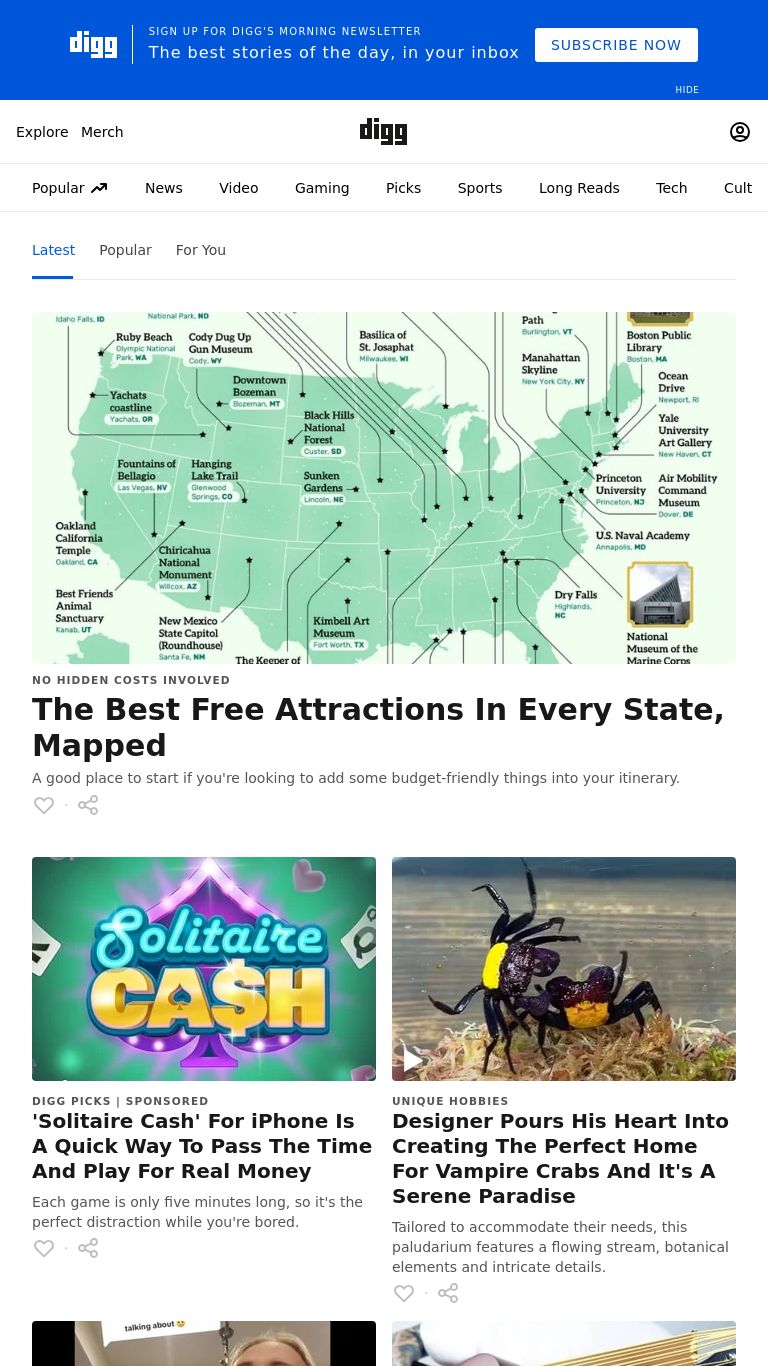 digg
SIGN UP FOR DIGG'S MORNING NEWSLETTER
The best stories of the day, in your inbox
SUBSCRIBE NOW
HIDE
Explore Merch
digg
Popular News Video Gaming Picks Sports Long Reads Tech Cult
Latest Popular For You
Idaho Falls, ID
National Park, ND
Ruby Beach
Olympic National
Park, WA
Cody Dug Up
Gun Museum
Cody, WY
Basilica of
St. Josaphat
Milwaukee, WI
Path
Burlington, VT
Boston Public
Library
Boston, MA
Manahattan
Skyline
New York City, NY
Ocean
Drive
Newport, RI
Yachats
coastline
Yachats, OR
Downtown
Bozeman
Bozeman, MT
Black Hills
National
Forest
Custer, SD
Yale
University
Art Gallery
New Haven, CT
Fountains of
Bellagio
Las Vegas, NV
Hanging
Lake Trail
Glenwood
Springs, CO
Sunken
Gardens
Lincoln, NE
Princeton
University
Princeton, NJ
Air Mobility
Command
Museum
Dover, DE
Oakland
California
Temple
Oakland, CA
U.S. Naval Academy
Annapolis, MD
Chiricahua
National
Monument
Willcox, AZ
Best Friends
Animal
Sanctuary
Kanab, UT
New Mexico
State Capitol
(Roundhouse)
Santa Fe, NM
Kimbell Art
Museum
Fort Worth, TX
Dry Falls
Highlands,
NC
The Keeper of
National
Museum of the
Marine Corps
NO HIDDEN COSTS INVOLVED
The Best Free Attractions In Every State,
Mapped
A good place to start if you're looking to add some budget-friendly things into your itinerary.
Solitaire
CA$H
DIGG PICKS | SPONSORED
'Solitaire Cash' For iPhone Is
A Quick Way To Pass The Time
And Play For Real Money
Each game is only five minutes long, so it's the
perfect distraction while you're bored.
UNIQUE HOBBIES
Designer Pours His Heart Into
Creating The Perfect Home
For Vampire Crabs And It's A
Serene Paradise
Tailored to accommodate their needs, this
paludarium features a flowing stream, botanical
elements and intricate details.
talking about